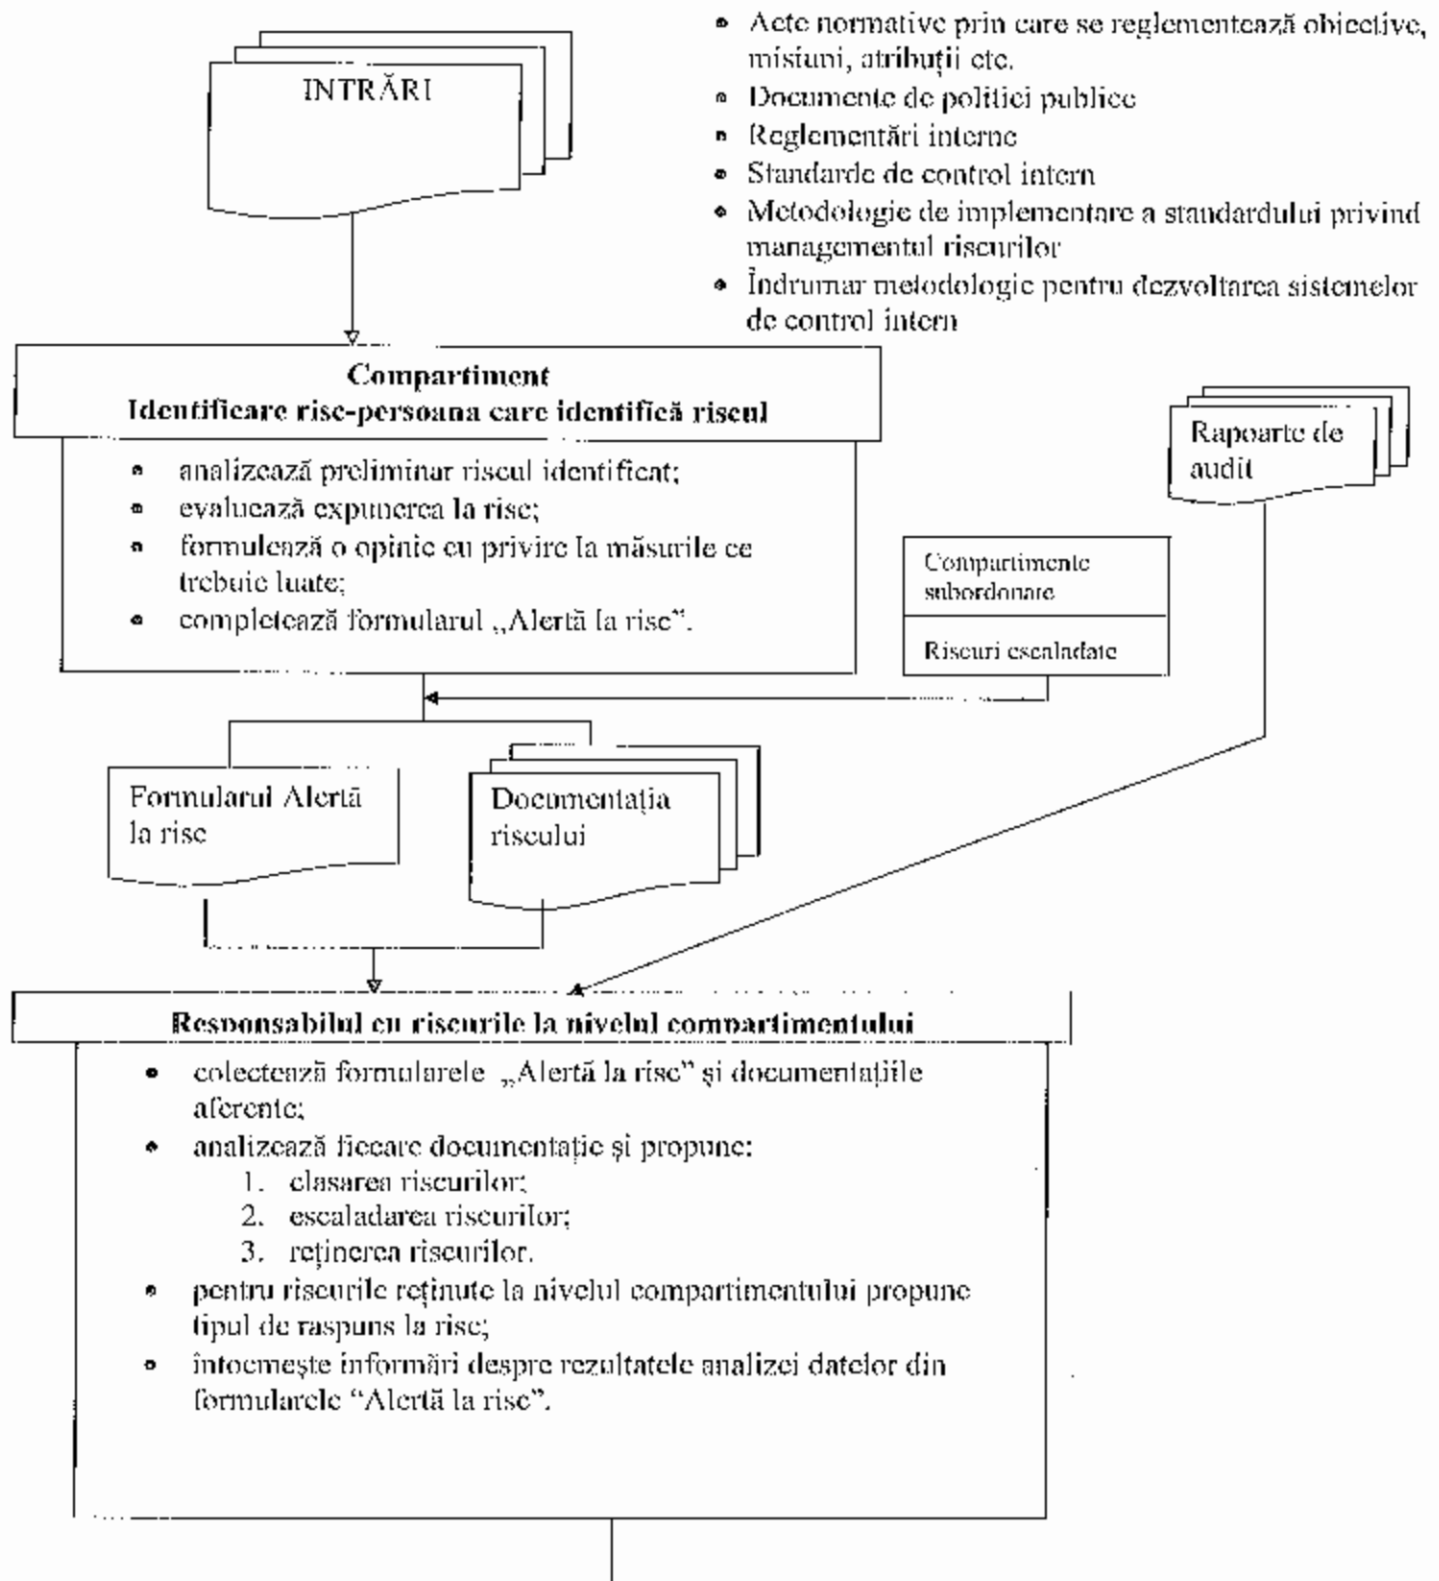 INTRĂRI
• Acte normative prin care se reglementează obiective,
misiuni, atribuții etc.
• Documente de politici publice
• Reglementări interne
• Standarde de control intern
• Metodologie de implementare a standardului privind
managementul riscurilor
• Îndrumar metodologic pentru dezvoltarea sistemelor
de control intern
Compartiment
Identificare risc-persoana care identifică riscul
• analizează preliminar riscul identificat;
• evaluează expunerea la risc;
• formulează o opinie cu privire la măsurile ce
trebuie luate;
• completează formularul „Alertă la risc”.
Rapoarte de
audit
Compartimente
subordonate
Riscuri escaladate
Formularul Alertă
la risc
Documentația
riscului
Responsabilul cu riscurile la nivelul compartimentului
• colectează formularele „Alertă la risc” și documentațiile
aferente;
• analizează fiecare documentație și propune:
1. clasarea riscurilor;
2. escaladarea riscurilor;
3. reținerea riscurilor.
• pentru riscurile reținute la nivelul compartimentului propune
tipul de raspuns la risc;
• întocmește informări despre rezultatele analizei datelor din
formularele “Alertă la risc”.